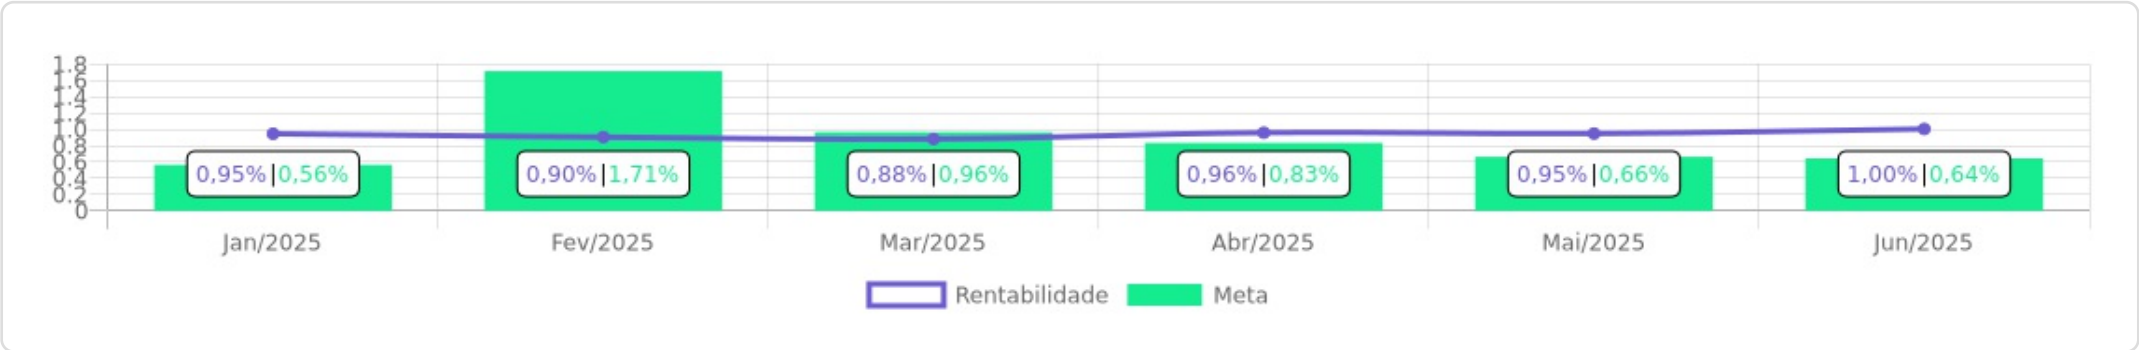 1.8
1.6
1.4
1.2
1.0
0.8
0.6
0.4
0.2
0
0,95%|0,56%
0,90%|1,71%
0,88%|0,96%
0,96%|0,83%
0,95%|0,66%
1,00%|0,64%
Jan/2025
Fev/2025
Mar/2025
Abr/2025
Mai/2025
Jun/2025
Rentabilidade
Meta